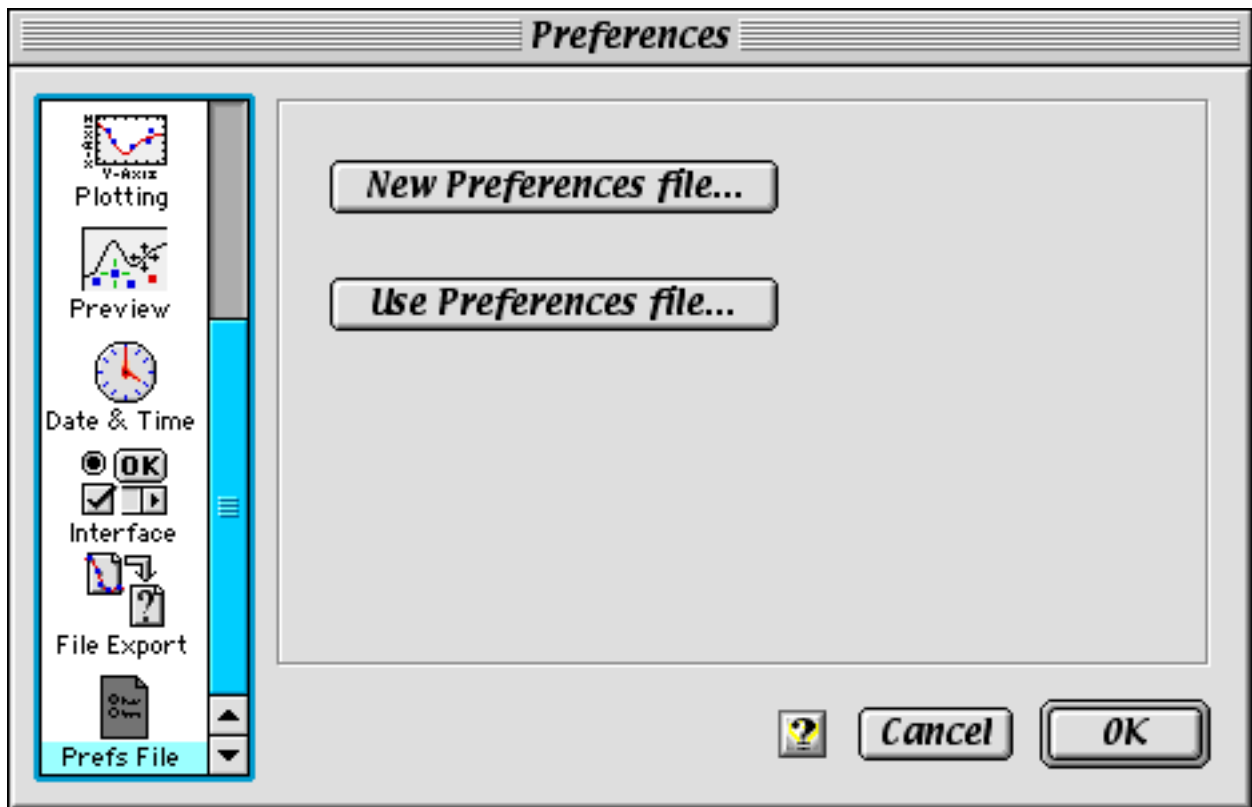 Preferences
Y-Axis
Plotting
Preview
Date & Time
OK
Interface
?
File Export
Prefs File
New Preferences file...
Use Preferences file...
?
Cancel
OK